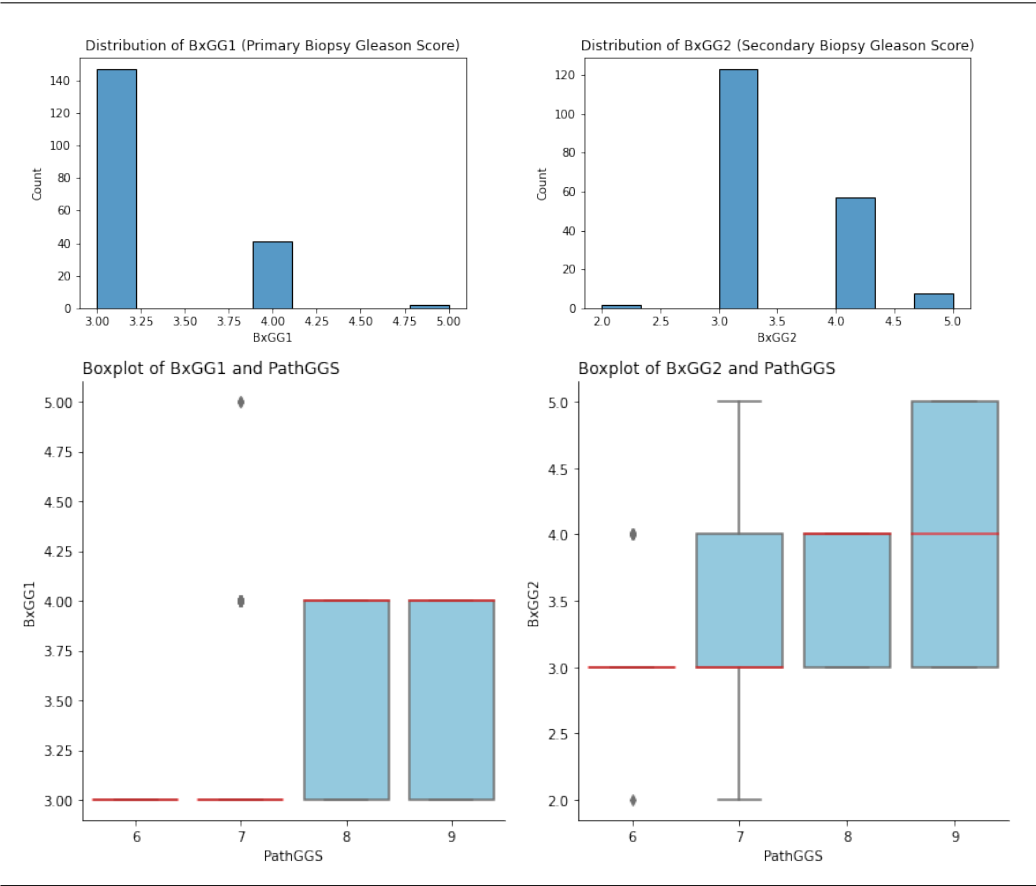 Distribution of BxGG1 (Primary Biopsy Gleason Score)
Count
140
120
100
80
60
40
20
0
3.00 3.25 3.50 3.75 4.00 4.25 4.50 4.75 5.00
BxGG1
Distribution of BxGG2 (Secondary Biopsy Gleason Score)
Count
120
100
80
60
40
20
0
2.0 2.5 3.0 3.5 4.0 4.5 5.0
BxGG2
Boxplot of BxGG1 and PathGGS
BxGG1
5.00
4.75
4.50
4.25
4.00
3.75
3.50
3.25
3.00
6 7 8 9
PathGGS
Boxplot of BxGG2 and PathGGS
BxGG2
5.0
4.5
4.0
3.5
3.0
2.5
2.0
6 7 8 9
PathGGS